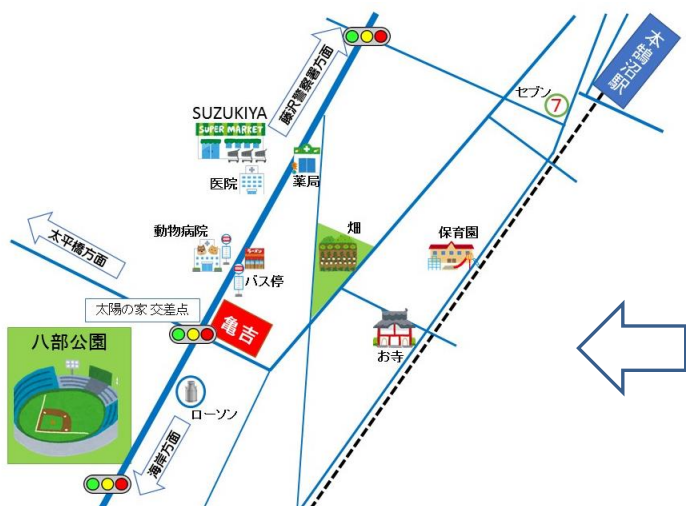 本鵠沼駅
藤沢警察署方面
セブン
7
SUZUKIYA
SUPER MARKET
医院
薬局
太平橋方面
動物病院
バス停
畑
保育園
太陽の家 交差点
亀吉
八部公園
お寺
ローソン
海岸方面